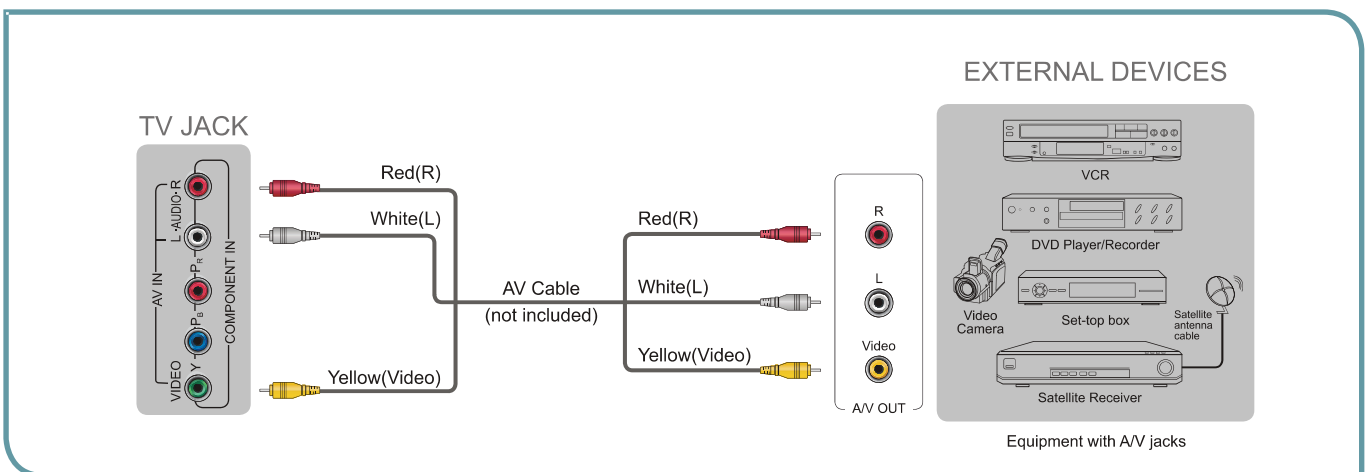 EXTERNAL DEVICES
TV JACK
AV IN
L -AUDIO- R
VIDEO
Y
PB
PR
COMPONENT IN
Red(R)
White(L)
Yellow(Video)
AV Cable
(not included)
Red(R)
White(L)
Yellow(Video)
R
L
Video
A/V OUT
VCR
DVD Player/Recorder
Video
Camera
Set-top box
Satellite
antenna
cable
Satellite Receiver
Equipment with A/V jacks